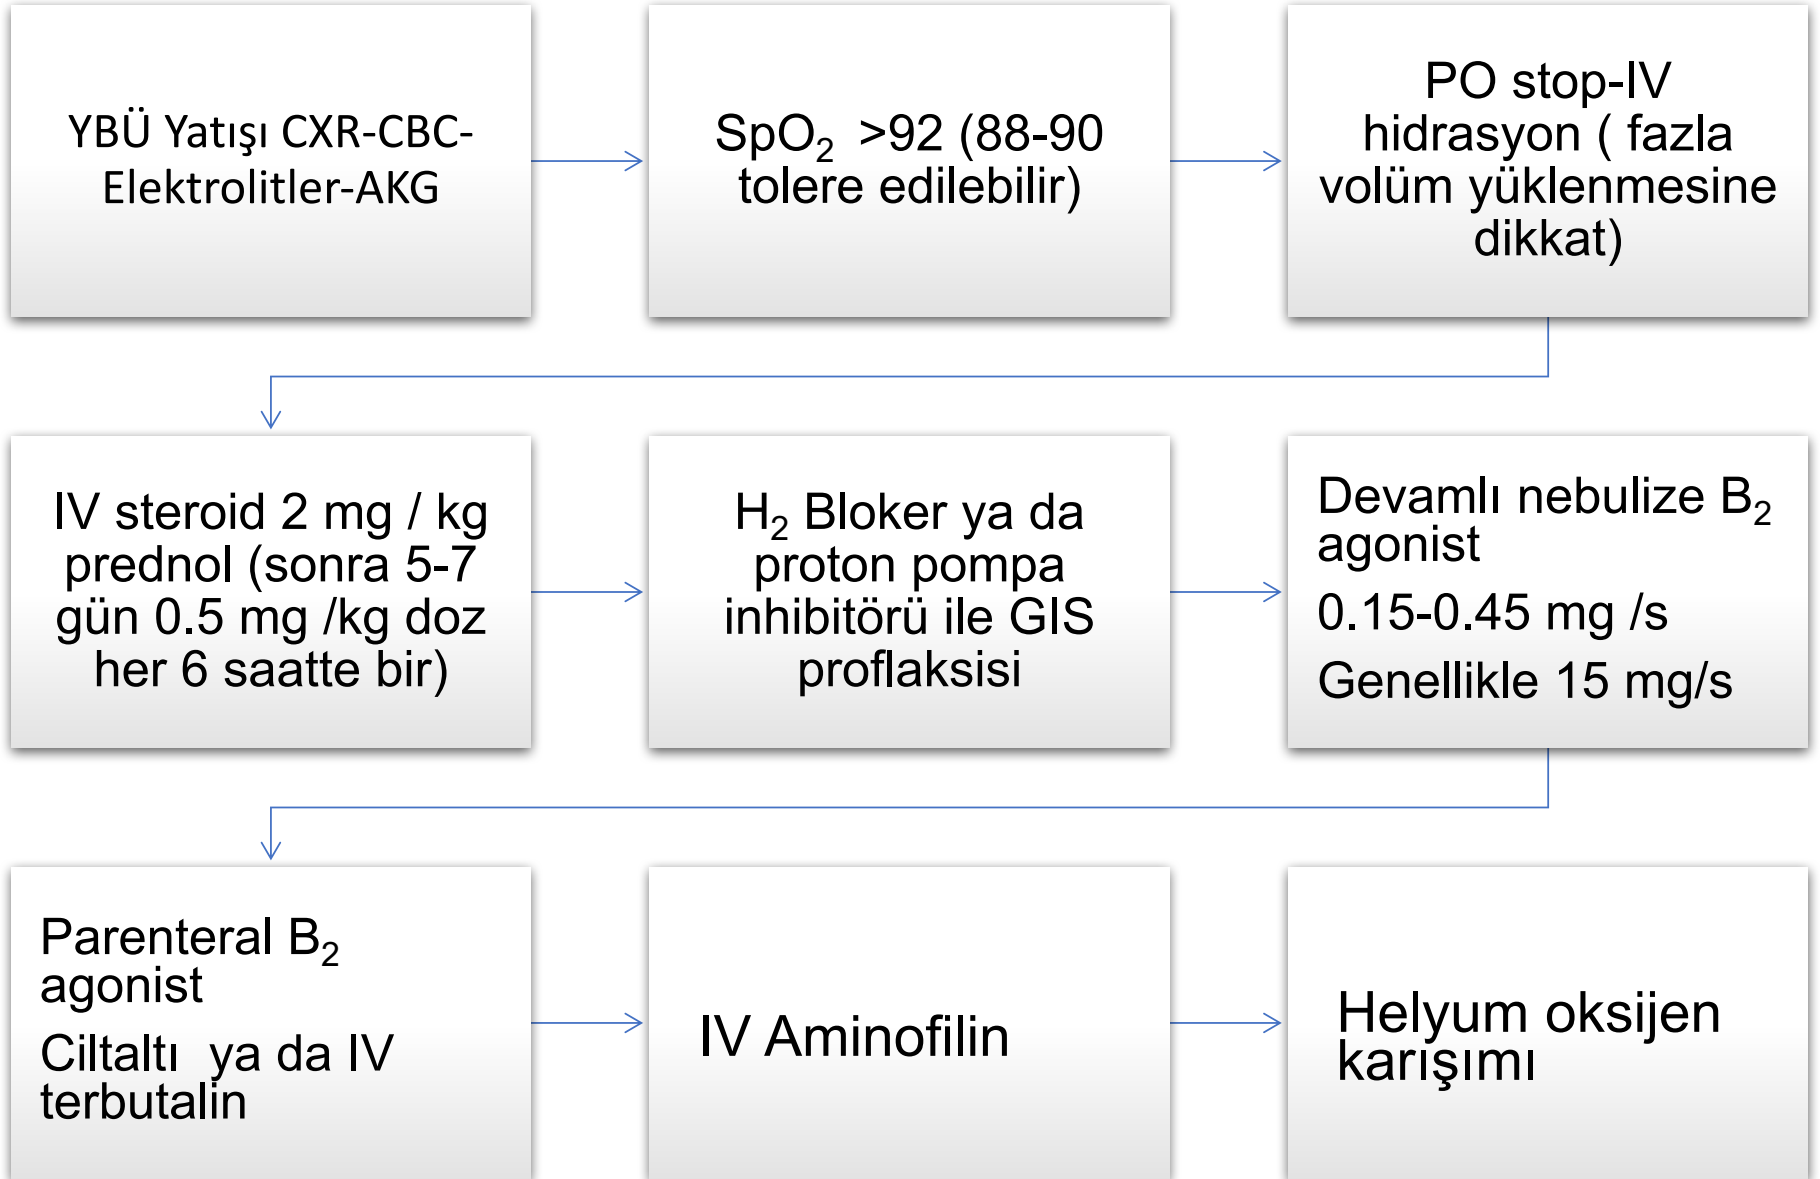 YBÜ Yatışı CXR-CBC-
Elektrolitler-AKG
SpO₂ >92 (88-90
tolere edilebilir)
PO stop-IV
hidrasyon ( fazla
volüm yüklenmesine
dikkat)
IV steroid 2 mg / kg
prednol (sonra 5-7
gün 0.5 mg /kg doz
her 6 saatte bir)
H₂ Bloker ya da
proton pompa
inhibitörü ile GIS
proflaksisi
Devamlı nebulize B₂
agonist
0.15-0.45 mg /s
Genellikle 15 mg/s
Parenteral B₂
agonist
Ciltaltı ya da IV
terbutalin
IV Aminofilin
Helyum oksijen
karışımı